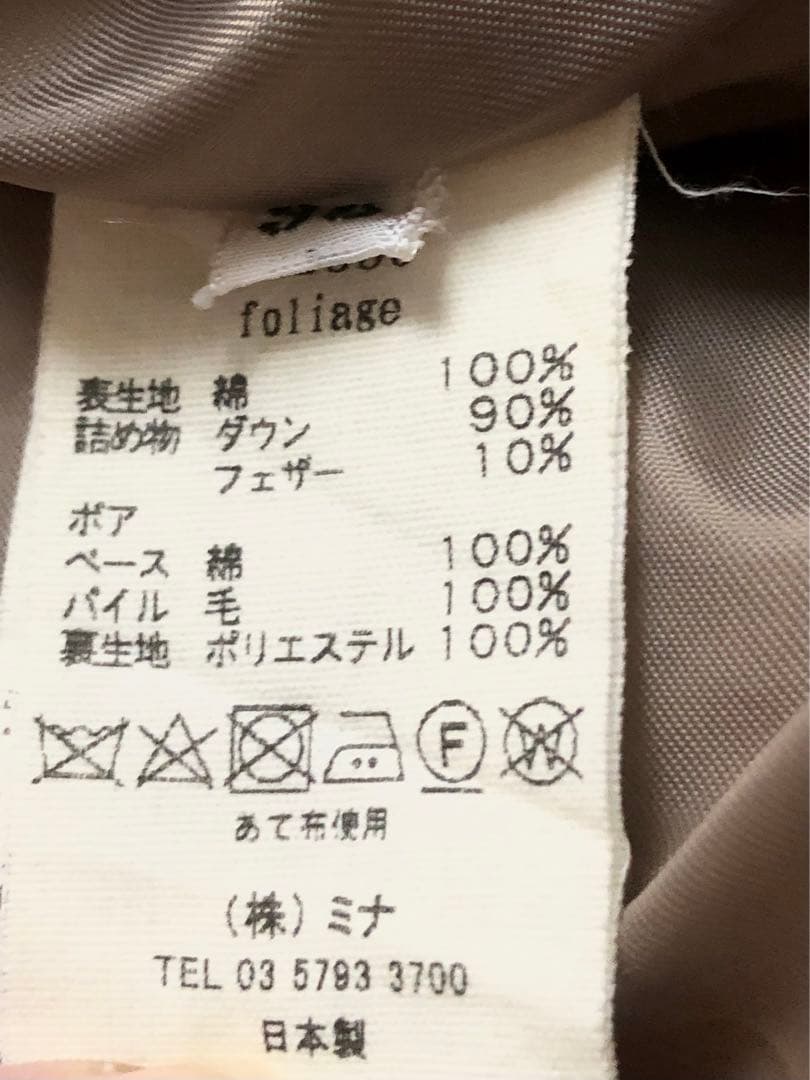 foliage
表生地 綿 100%
詰め物 ダウン 90%
フェザー 10%
ボア
ベース 綿 100%
パイル 毛 100%
裏生地 ポリエステル 100%
F W
あて布使用
(株)ミナ
TEL 03 5793 3700
日本製